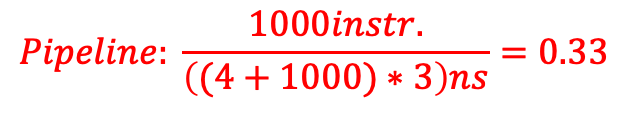 Pipeline: 1000instr. / ((4 + 1000) * 3)ns = 0.33